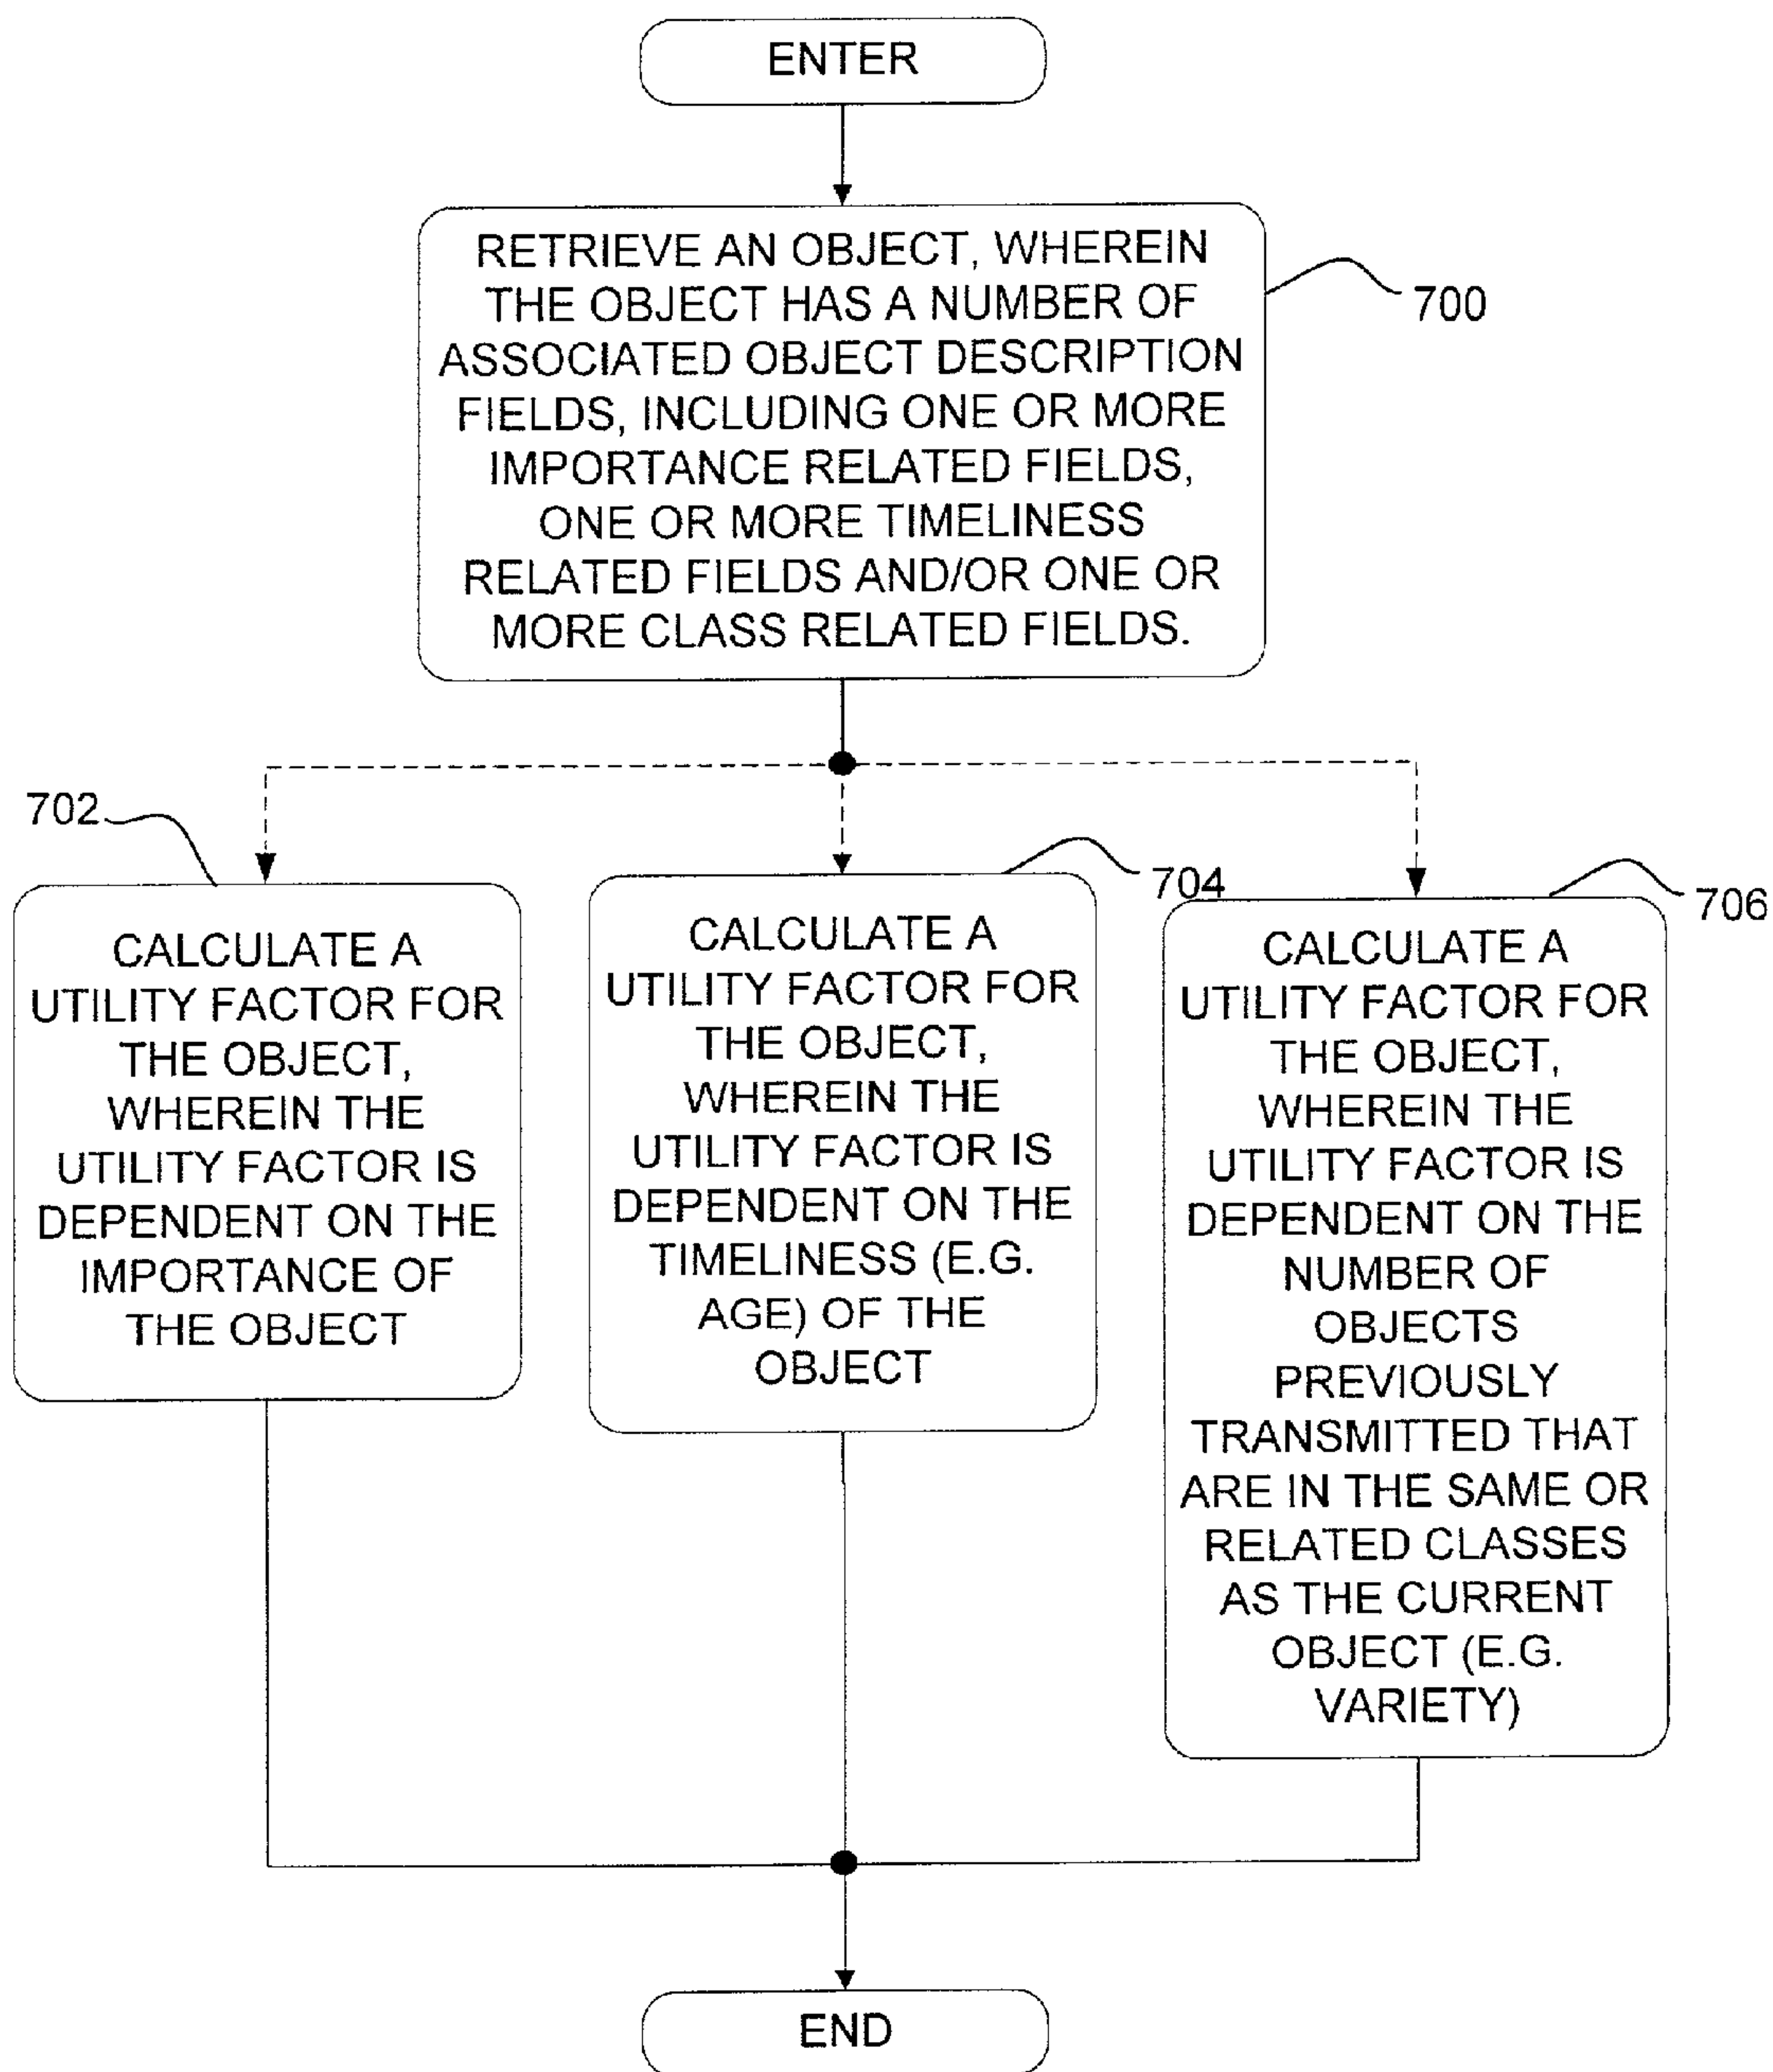 ENTER
RETRIEVE AN OBJECT, WHEREIN
THE OBJECT HAS A NUMBER OF
ASSOCIATED OBJECT DESCRIPTION
FIELDS, INCLUDING ONE OR MORE
IMPORTANCE RELATED FIELDS,
ONE OR MORE TIMELINESS
RELATED FIELDS AND/OR ONE OR
MORE CLASS RELATED FIELDS.
700
702
CALCULATE A
UTILITY FACTOR FOR
THE OBJECT,
WHEREIN THE
UTILITY FACTOR IS
DEPENDENT ON THE
IMPORTANCE OF
THE OBJECT
704
CALCULATE A
UTILITY FACTOR FOR
THE OBJECT,
WHEREIN THE
UTILITY FACTOR IS
DEPENDENT ON THE
TIMELINESS (E.G.
AGE) OF THE
OBJECT
706
CALCULATE A
UTILITY FACTOR FOR
THE OBJECT,
WHEREIN THE
UTILITY FACTOR IS
DEPENDENT ON THE
NUMBER OF
OBJECTS
PREVIOUSLY
TRANSMITTED THAT
ARE IN THE SAME OR
RELATED CLASSES
AS THE CURRENT
OBJECT (E.G.
VARIETY)
END